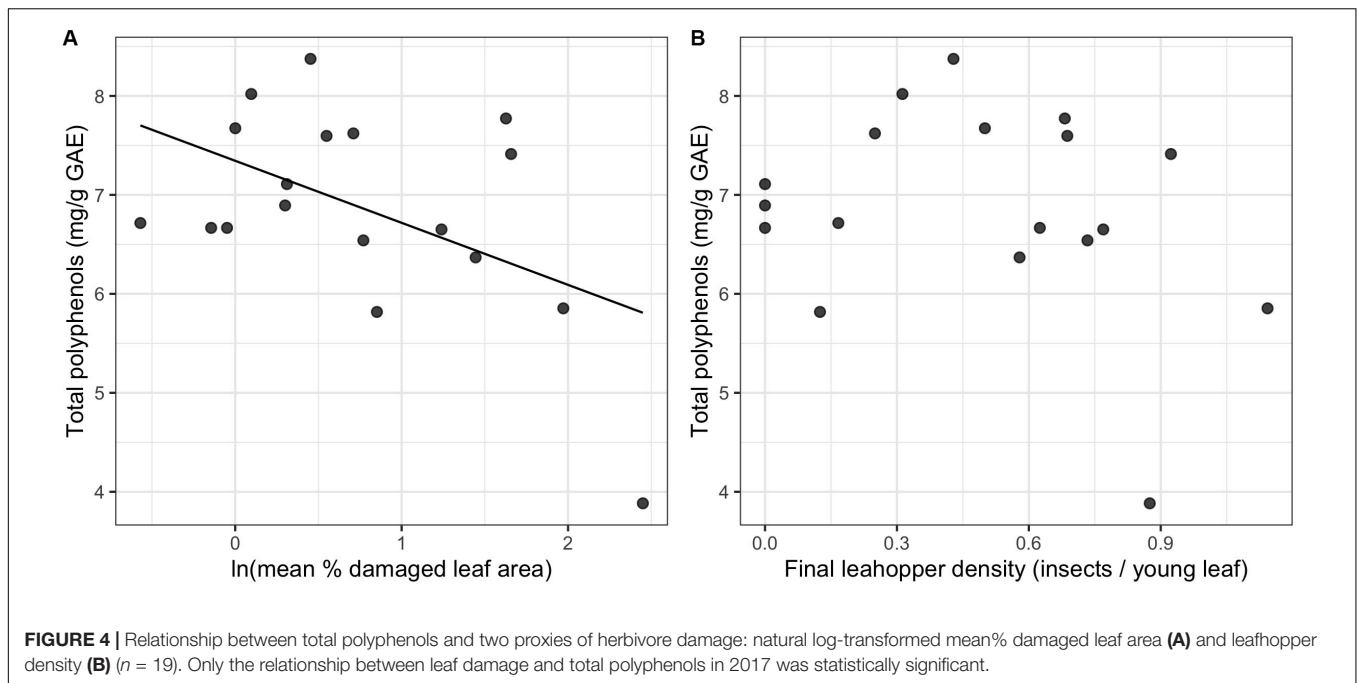 A
B
Total polyphenols (mg/g GAE)
8
7
6
5
4
0 1 2
ln(mean % damaged leaf area)
Total polyphenols (mg/g GAE)
8
7
6
5
4
0.0 0.3 0.6 0.9
Final leahopper density (insects / young leaf)
FIGURE 4 | Relationship between total polyphenols and two proxies of herbivore damage: natural log-transformed mean% damaged leaf area (A) and leafhopper
density (B) (n = 19). Only the relationship between leaf damage and total polyphenols in 2017 was statistically significant.